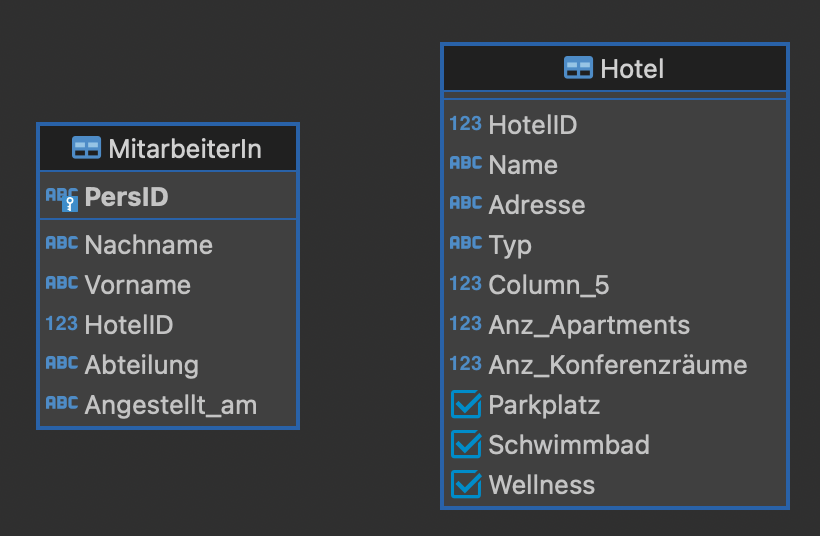 MitarbeiterIn
ABC PersID
ABC Nachname
ABC Vorname
123 HotelID
ABC Abteilung
ABC Angestellt_am
Hotel
123 HotelID
ABC Name
ABC Adresse
ABC Typ
123 Column_5
123 Anz_Apartments
123 Anz_Konferenzräume
Parkplatz
Schwimmbad
Wellness